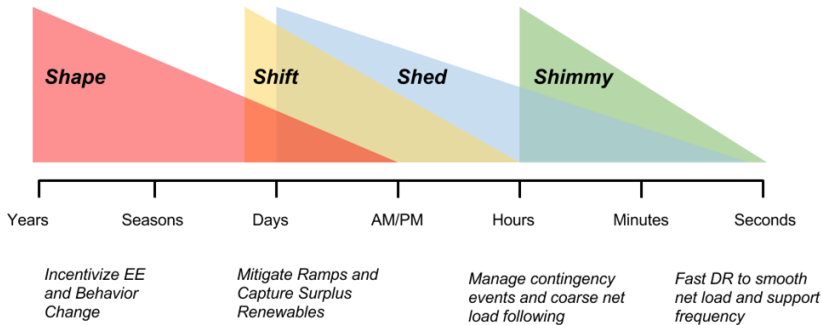 Shape
Shift
Shed
Shimmy
Years
Seasons
Days
AM/PM
Hours
Minutes
Seconds
Incentivize EE
and Behavior
Change
Mitigate Ramps and
Capture Surplus
Renewables
Manage contingency
events and coarse net
load following
Fast DR to smooth
net load and support
frequency